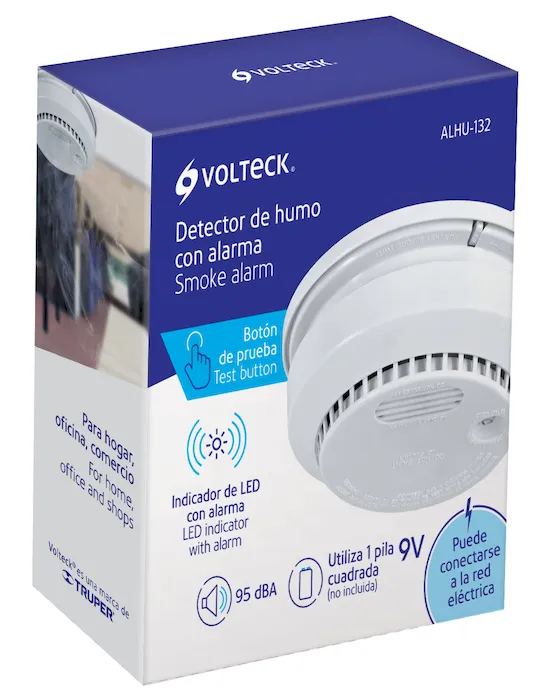 VOLTECK®
ALHU-132
VOLTECK®
Detector de humo
con alarma
Smoke alarm
Botón
de prueba
Test button
Indicador de LED
con alarma
LED indicator
with alarm
95 dBA
Utiliza 1 pila 9V
cuadrada
(no incluida)
Puede
conectarse
a la red
eléctrica
Para hogar,
oficina, comercio
For home,
office and shops
Volteck® es una marca de
TRUPER®